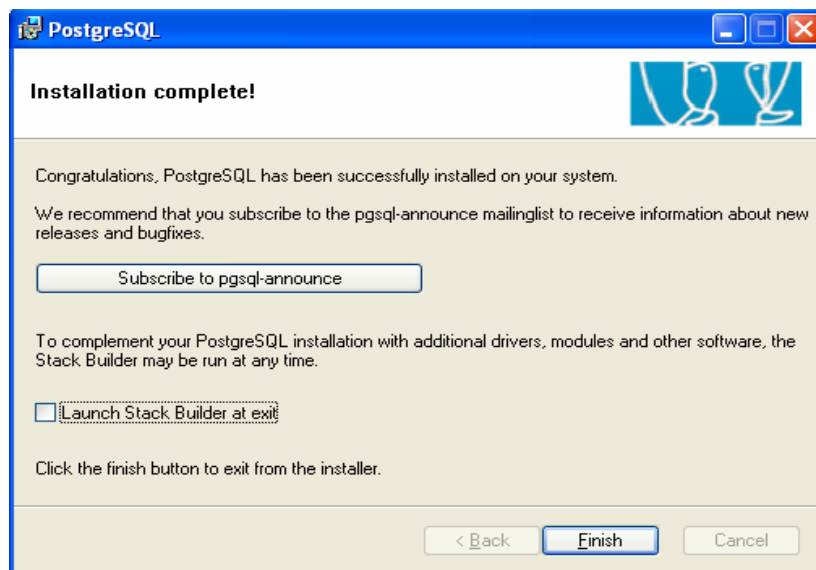 PostgreSQL
Installation complete!
Congratulations, PostgreSQL has been successfully installed on your system.
We recommend that you subscribe to the pgsql-announce mailinglist to receive information about new
releases and bugfixes.
Subscribe to pgsql-announce
To complement your PostgreSQL installation with additional drivers, modules and other software, the
Stack Builder may be run at any time.
Launch Stack Builder at exit
Click the finish button to exit from the installer.
< Back Finish Cancel